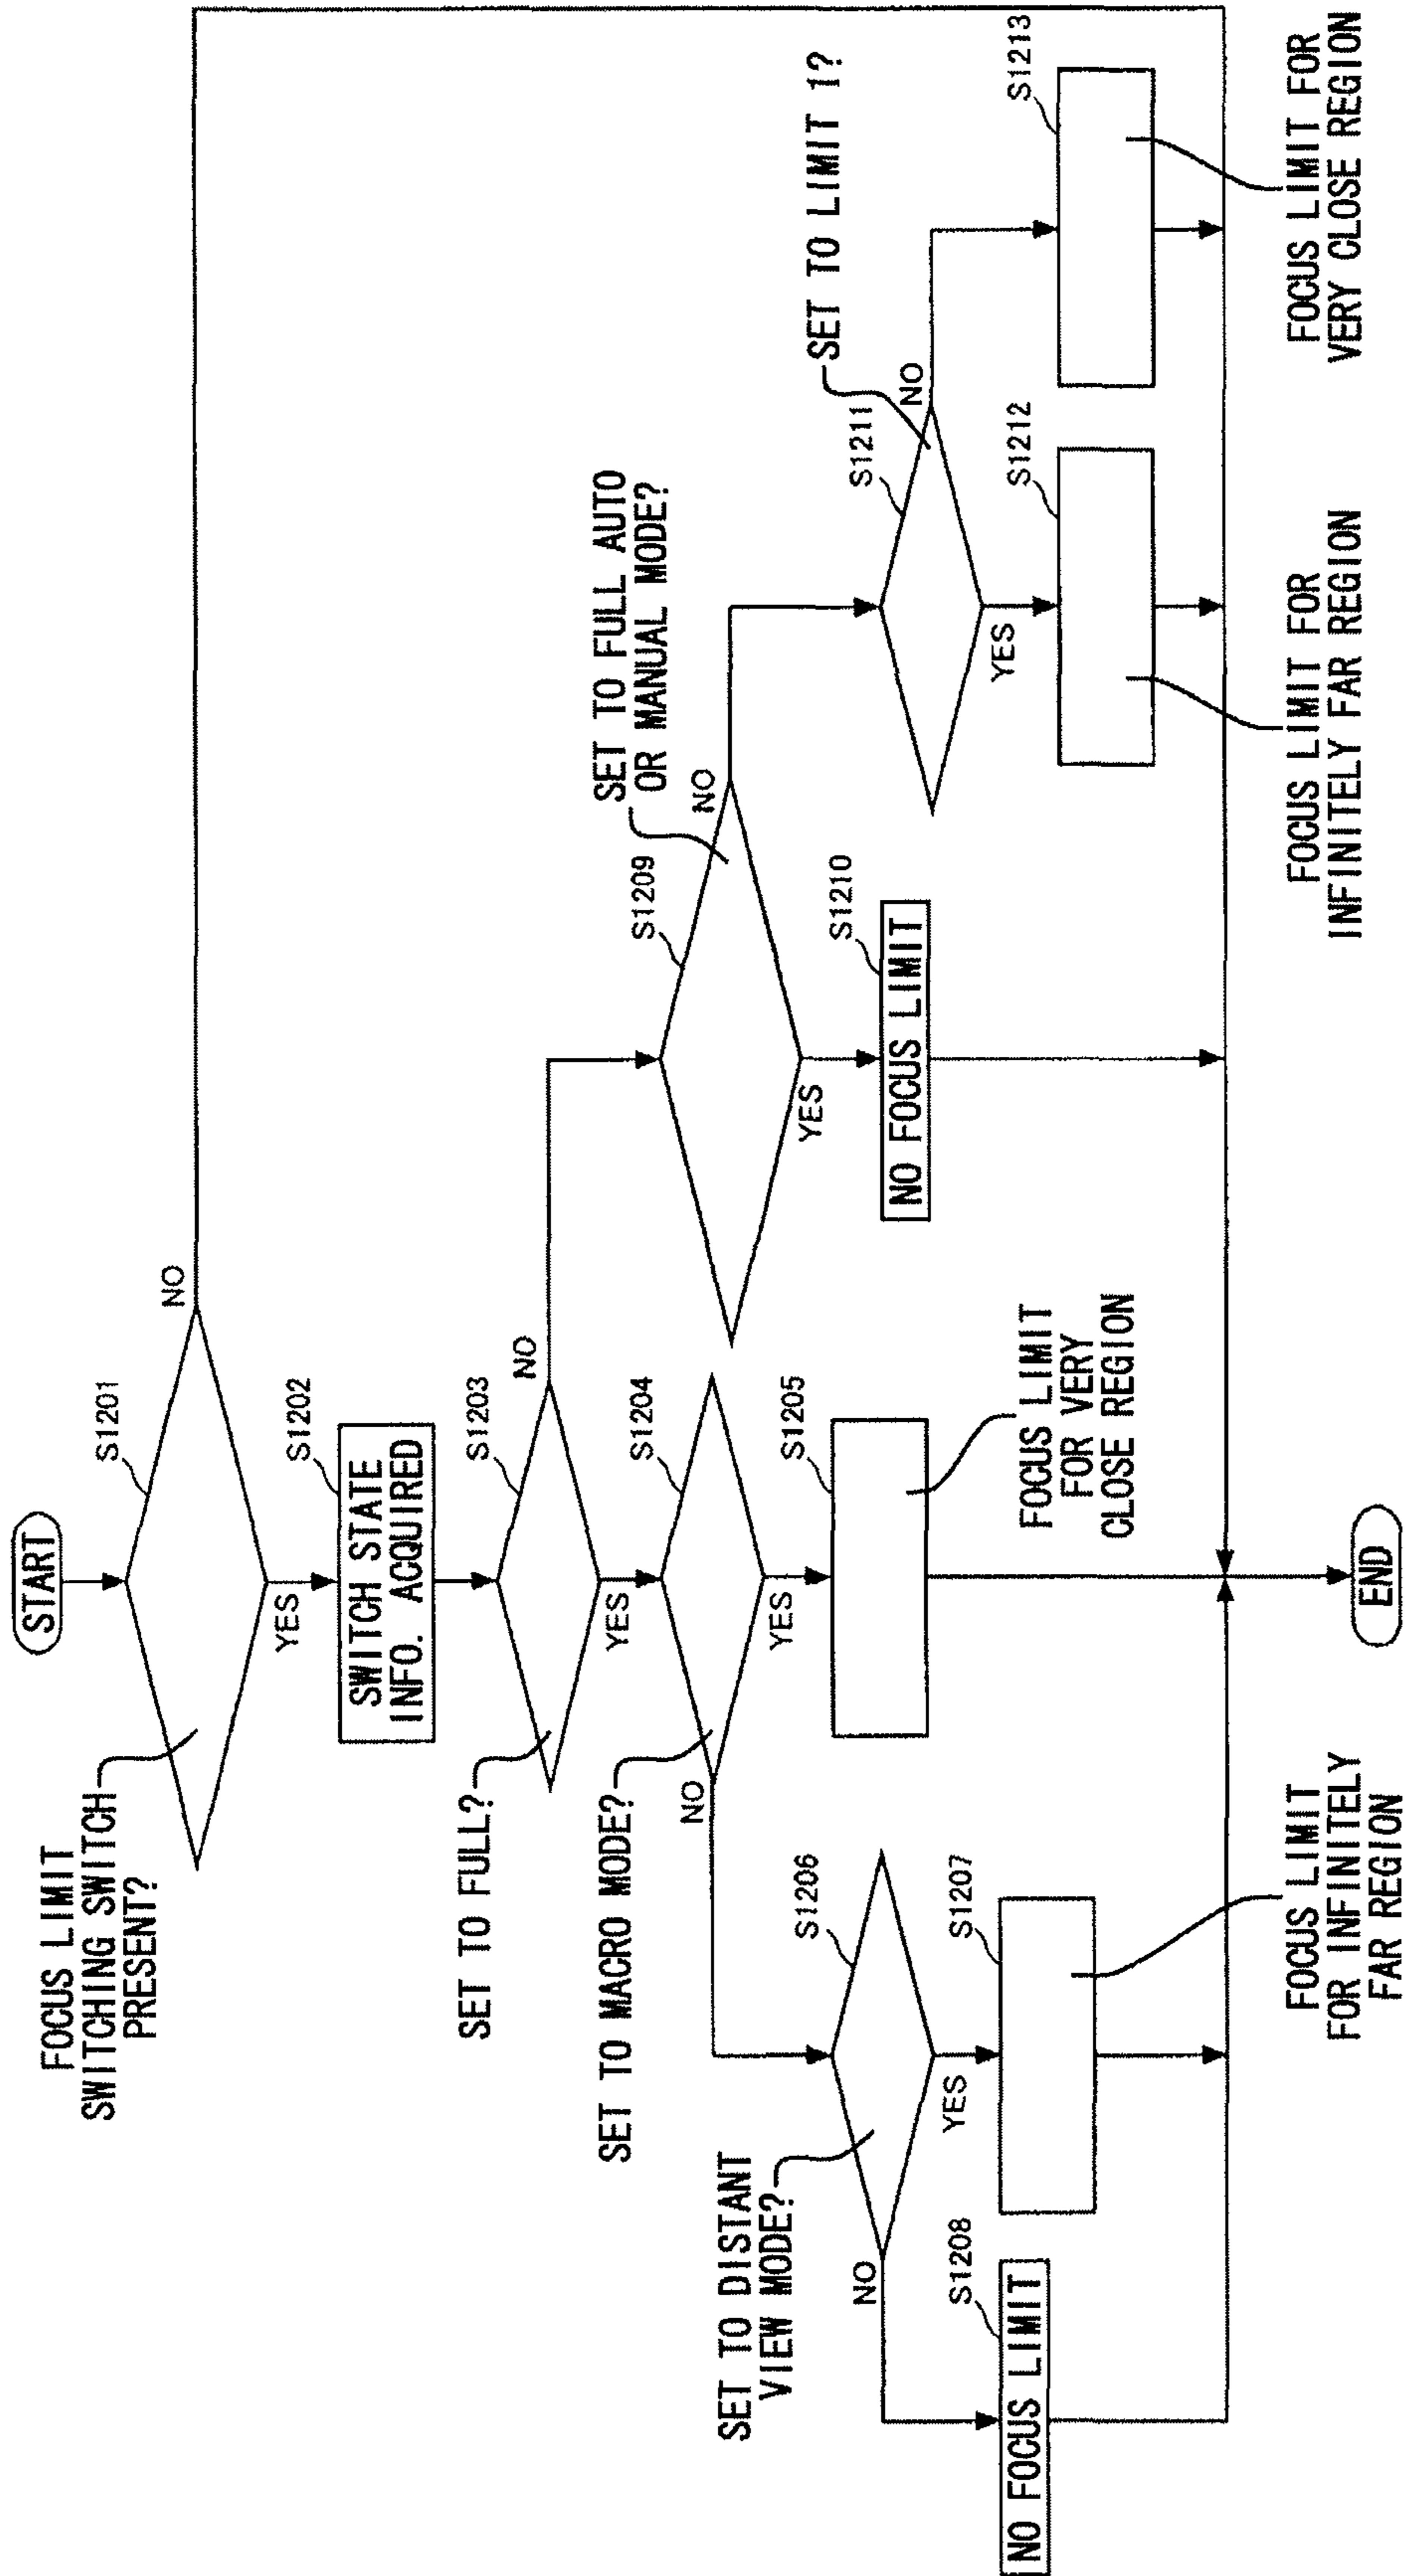 START
FOCUS LIMIT
SWITCHING SWITCH
PRESENT?
S1201
NO
YES
S1202
SWITCH STATE
INFO. ACQUIRED
SET TO FULL?
S1203
NO
YES
SET TO MACRO MODE?
S1204
NO
YES
S1205
FOCUS LIMIT
FOR VERY
CLOSE REGION
SET TO DISTANT
VIEW MODE?
S1206
NO
YES
S1207
FOCUS LIMIT
FOR INFINITELY
FAR REGION
S1208
NO FOCUS LIMIT
SET TO FULL AUTO
OR MANUAL MODE?
S1209
NO
YES
S1210
NO FOCUS LIMIT
SET TO LIMIT 1?
S1211
NO
YES
S1212
FOCUS LIMIT FOR
INFINITELY FAR REGION
S1213
FOCUS LIMIT FOR
VERY CLOSE REGION
END